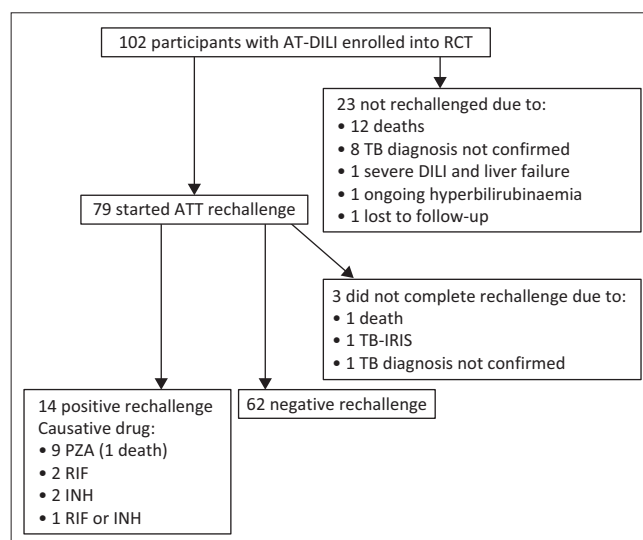 102 participants with AT-DILI enrolled into RCT
23 not rechallenged due to:
• 12 deaths
• 8 TB diagnosis not confirmed
• 1 severe DILI and liver failure
• 1 ongoing hyperbilirubinaemia
• 1 lost to follow-up
79 started ATT rechallenge
3 did not complete rechallenge due to:
• 1 death
• 1 TB-IRIS
• 1 TB diagnosis not confirmed
14 positive rechallenge
Causative drug:
• 9 PZA (1 death)
• 2 RIF
• 2 INH
• 1 RIF or INH
62 negative rechallenge